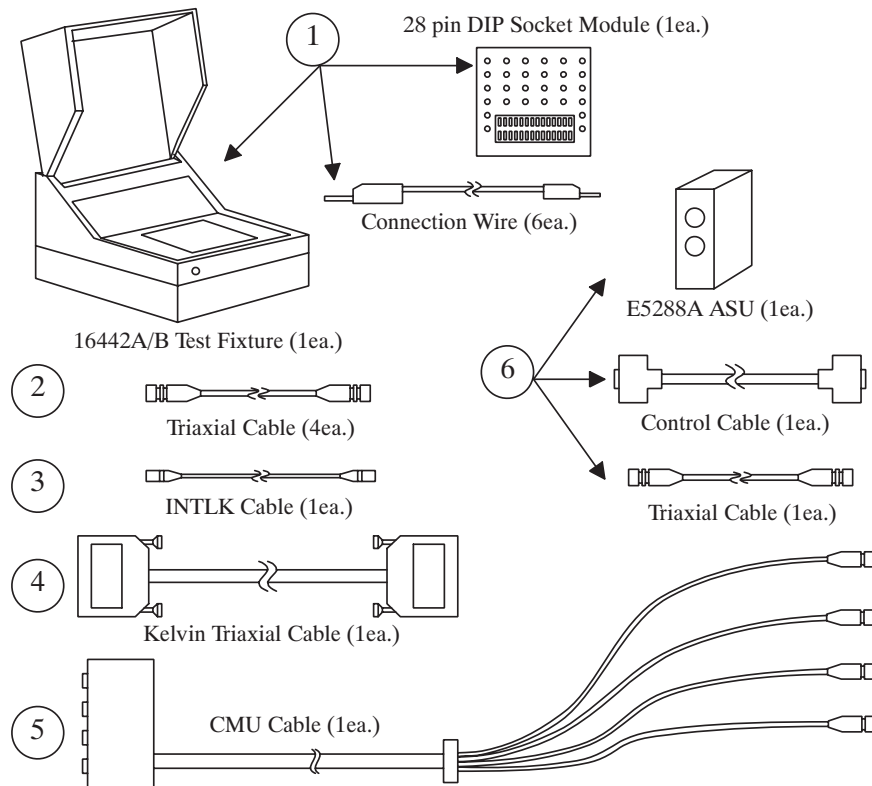 1
28 pin DIP Socket Module (1ea.)
Connection Wire (6ea.)
E5288A ASU (1ea.)
16442A/B Test Fixture (1ea.)
2
Triaxial Cable (4ea.)
6
Control Cable (1ea.)
3
INTLK Cable (1ea.)
Triaxial Cable (1ea.)
4
Kelvin Triaxial Cable (1ea.)
5
CMU Cable (1ea.)